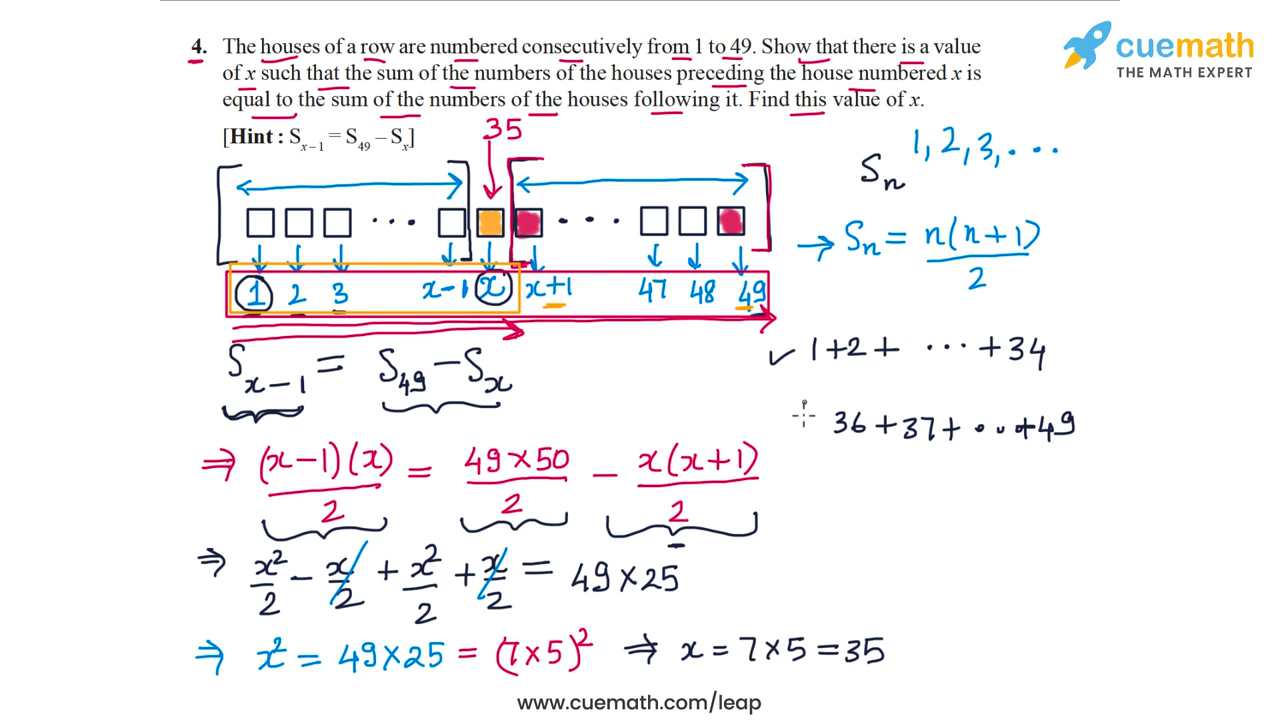 4. The houses of a row are numbered consecutively from 1 to 49. Show that there is a value
of x such that the sum of the numbers of the houses preceding the house numbered x is
equal to the sum of the numbers of the houses following it. Find this value of x.
[Hint : Sₓ₋₁ = S₄₉ – Sₓ]
cuemath
THE MATH EXPERT
35
1, 2, 3, ...
Sₙ
...
...
→ Sₙ = n(n+1)/2
1 2 3 x-1 x x+1 47 48 49
✓ 1+2+ ... +34
36+37+ ... +49
Sₓ₋₁ = S₄₉ - Sₓ
⇒ (x-1)(x)/2 = 49×50/2 - x(x+1)/2
⇒ x²/2 - x/2 + x²/2 + x/2 = 49×25
⇒ x² = 49×25 = (7×5)² ⇒ x = 7×5 = 35
www.cuemath.com/leap